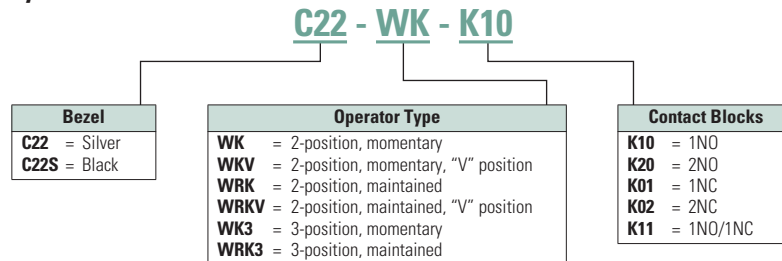 C22 - WK - K10
Bezel
C22 = Silver
C22S = Black
Operator Type
WK = 2-position, momentary
WKV = 2-position, momentary, “V” position
WRK = 2-position, maintained
WRKV = 2-position, maintained, “V” position
WK3 = 3-position, momentary
WRK3 = 3-position, maintained
Contact Blocks
K10 = 1NO
K20 = 2NO
K01 = 1NC
K02 = 2NC
K11 = 1NO/1NC